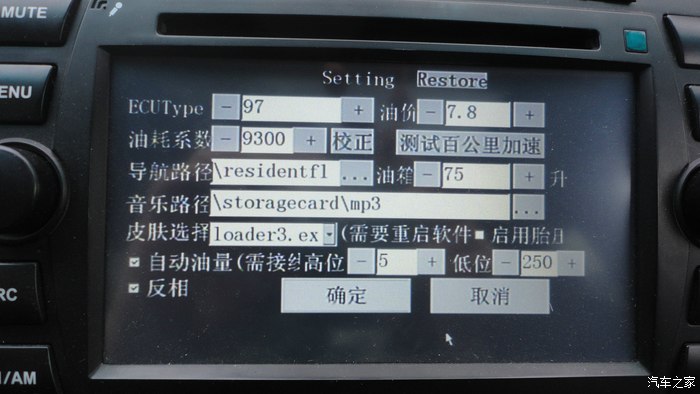 MUTE
Setting Restore
ENU
ECUType - 97 + 油价 - 7.8 +
油耗系数 - 9300 + 校正 测试百公里加速
导航路径 \residentfl ... 油箱 - 75 + 升
音乐路径 \storagecard\mp3 ...
皮肤选择 loader3.ex (需要重启软件 启用胎
自动油量(需接 高位 - 5 + 低位 - 250 +
RC
反相 确定 取消
/AM
汽车之家